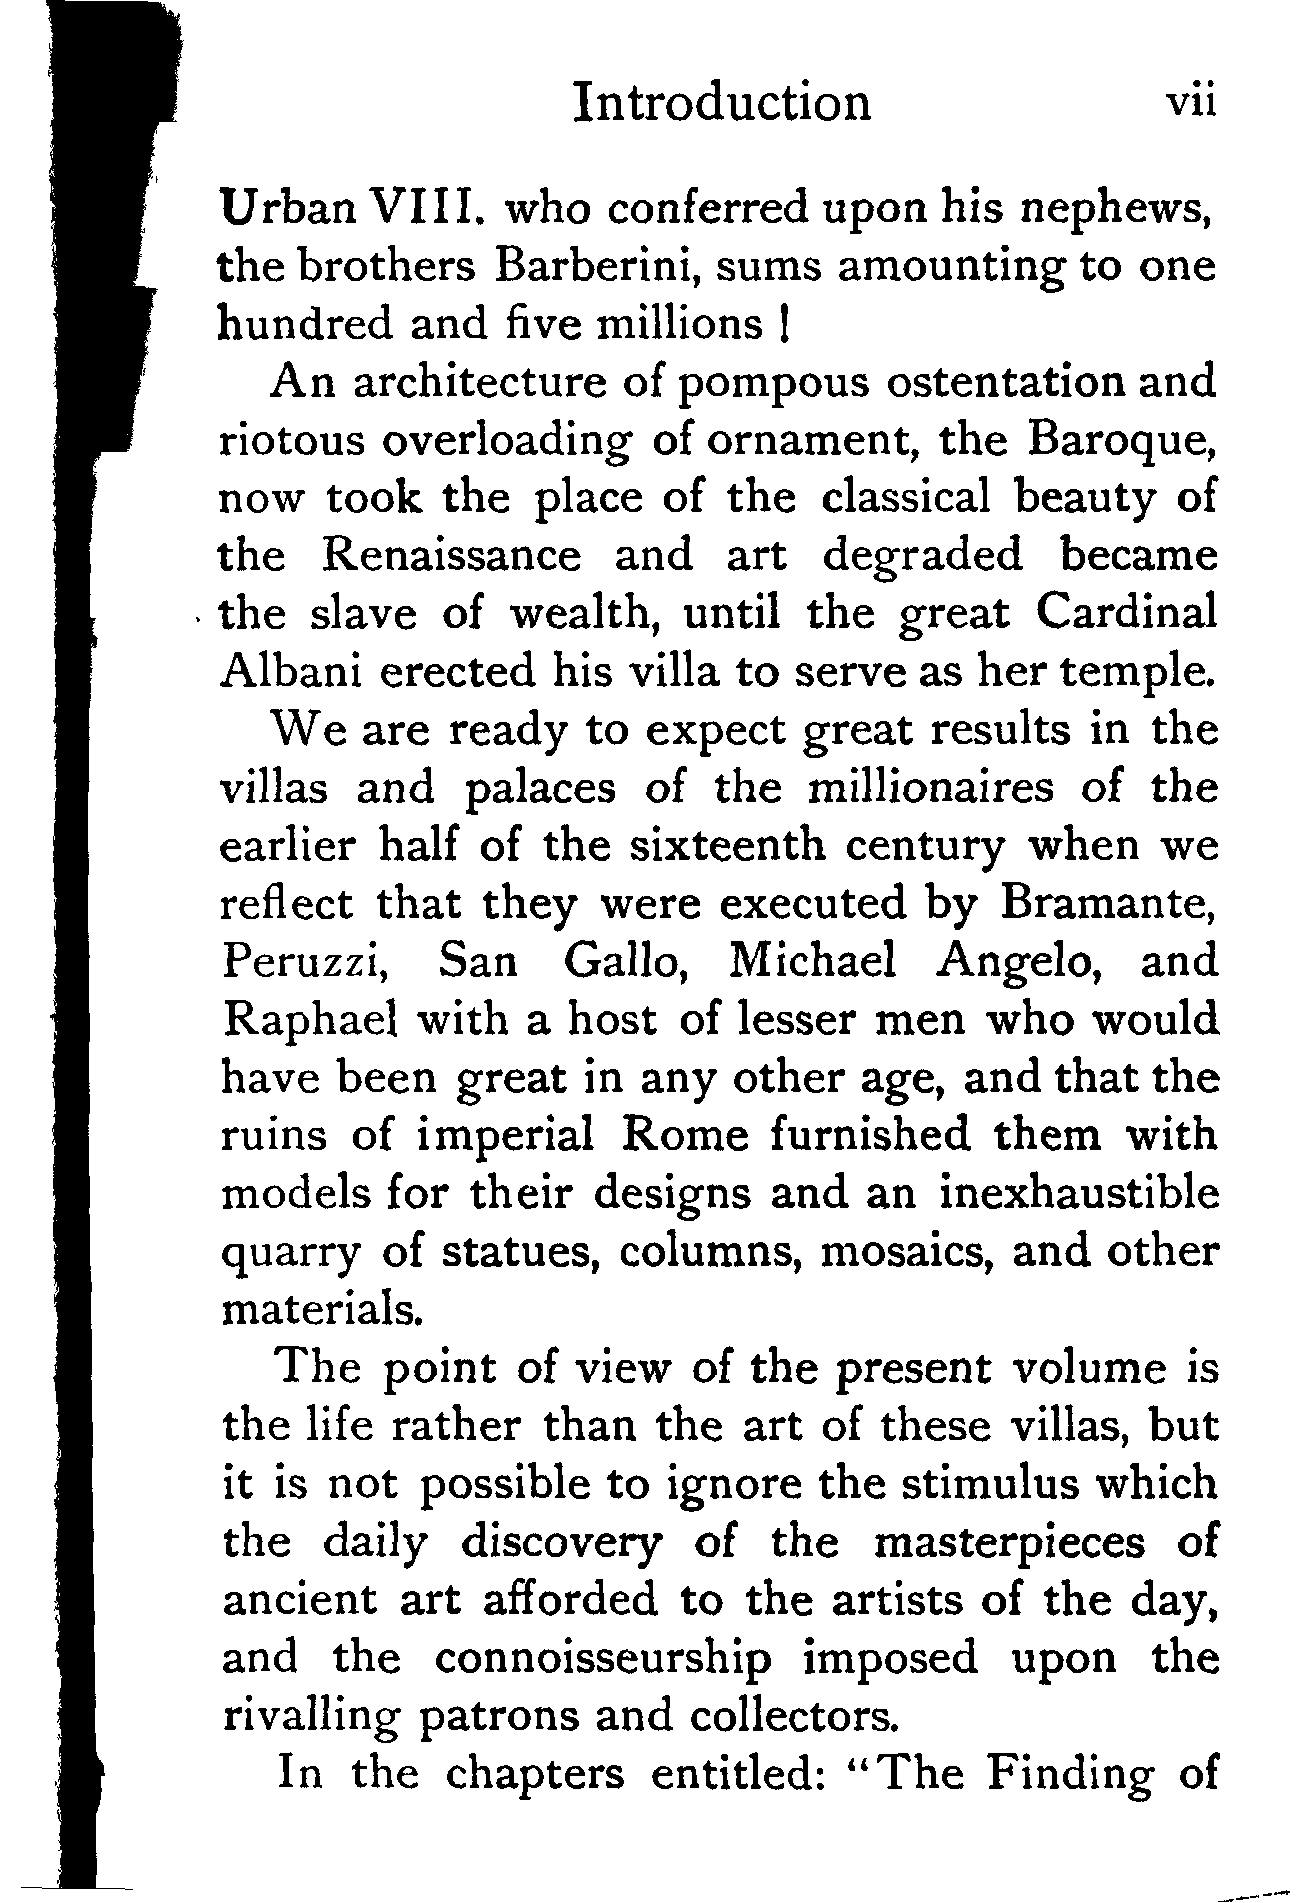 Introduction vii
Urban VIII. who conferred upon his nephews,
the brothers Barberini, sums amounting to one
hundred and five millions !
An architecture of pompous ostentation and
riotous overloading of ornament, the Baroque,
now took the place of the classical beauty of
the Renaissance and art degraded became
the slave of wealth, until the great Cardinal
Albani erected his villa to serve as her temple.
We are ready to expect great results in the
villas and palaces of the millionaires of the
earlier half of the sixteenth century when we
reflect that they were executed by Bramante,
Peruzzi, San Gallo, Michael Angelo, and
Raphael with a host of lesser men who would
have been great in any other age, and that the
ruins of imperial Rome furnished them with
models for their designs and an inexhaustible
quarry of statues, columns, mosaics, and other
materials.
The point of view of the present volume is
the life rather than the art of these villas, but
it is not possible to ignore the stimulus which
the daily discovery of the masterpieces of
ancient art afforded to the artists of the day,
and the connoisseurship imposed upon the
rivalling patrons and collectors.
In the chapters entitled: "The Finding of